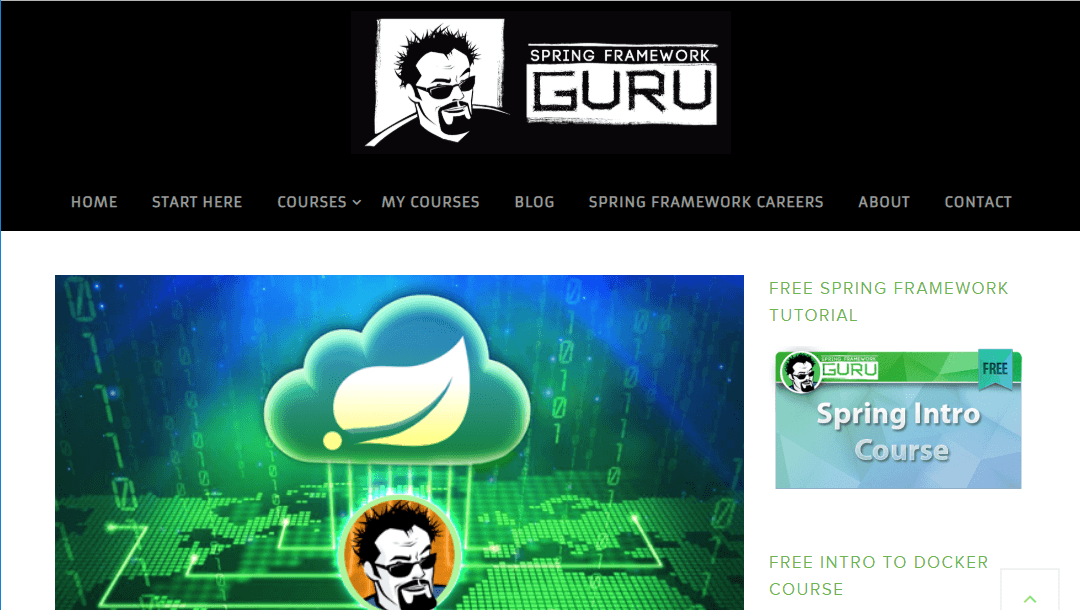 SPRING FRAMEWORK
GURU
HOME START HERE COURSES MY COURSES BLOG SPRING FRAMEWORK CAREERS ABOUT CONTACT
FREE SPRING FRAMEWORK
TUTORIAL
SPRING FRAMEWORK
GURU
FREE
Spring Intro
Course
FREE INTRO TO DOCKER
COURSE